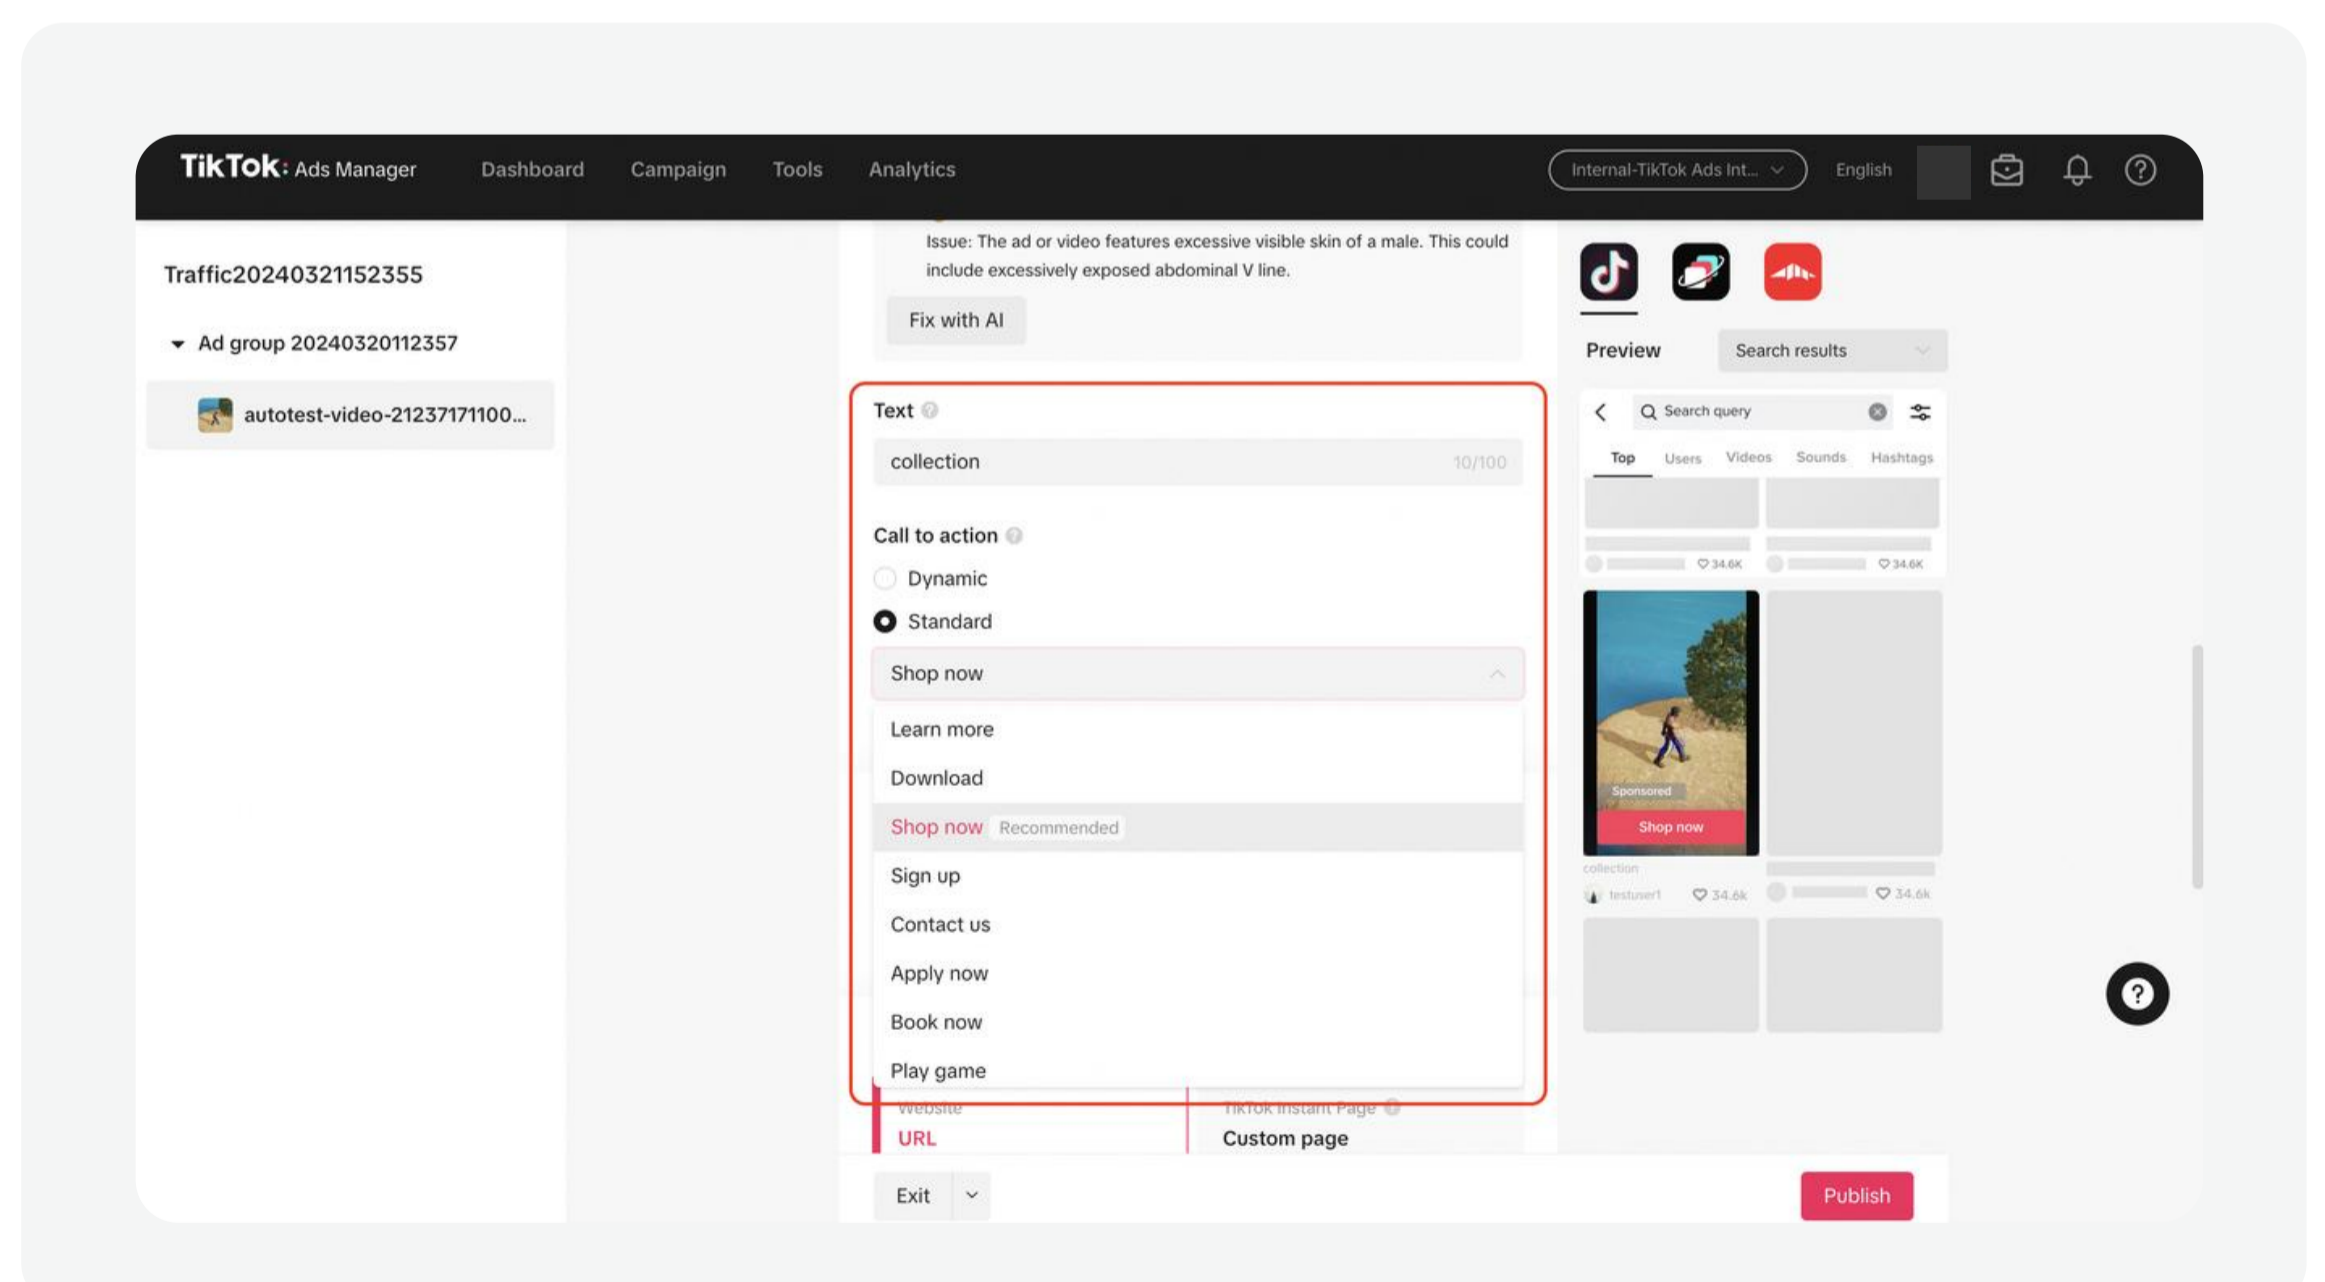 TikTok: Ads Manager
Dashboard
Campaign
Tools
Analytics
Internal-TikTok Ads Int...
English
Traffic20240321152355
Ad group 20240320112357
autotest-video-21237171100...
Issue: The ad or video features excessive visible skin of a male. This could
include excessively exposed abdominal V line.
Fix with AI
Text
collection
10/100
Call to action
Dynamic
Standard
Shop now
Learn more
Download
Shop now Recommended
Sign up
Contact us
Apply now
Book now
Play game
Website
URL
TikTok Instant Page
Custom page
Exit
Publish
Preview
Search results
Search query
Top
Users
Videos
Sounds
Hashtags
34.6K
34.6K
Sponsored
Shop now
collection
testuser1
34.6k
34.6k